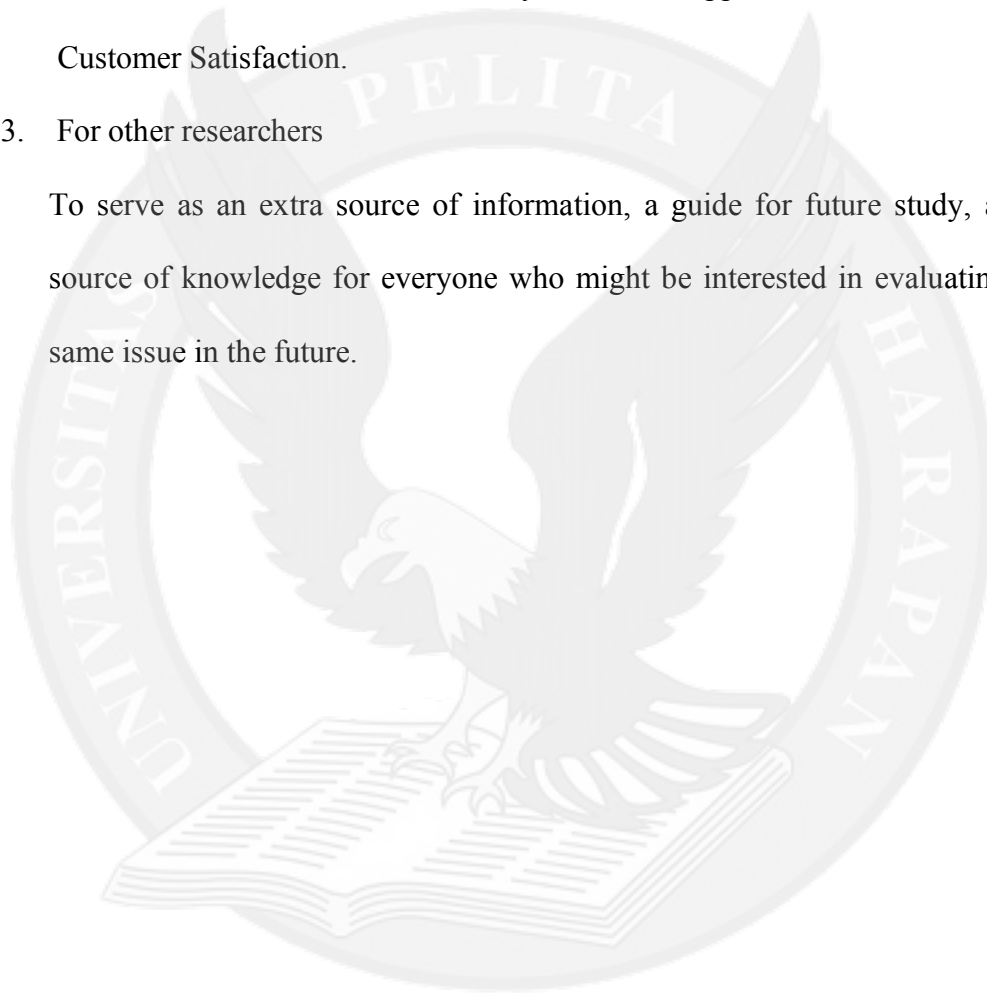 Customer Satisfaction.
3. For other researchers
To serve as an extra source of information, a guide for future study, a
source of knowledge for everyone who might be interested in evaluatin
same issue in the future.
UNIVERSITAS PELITA HARAPAN